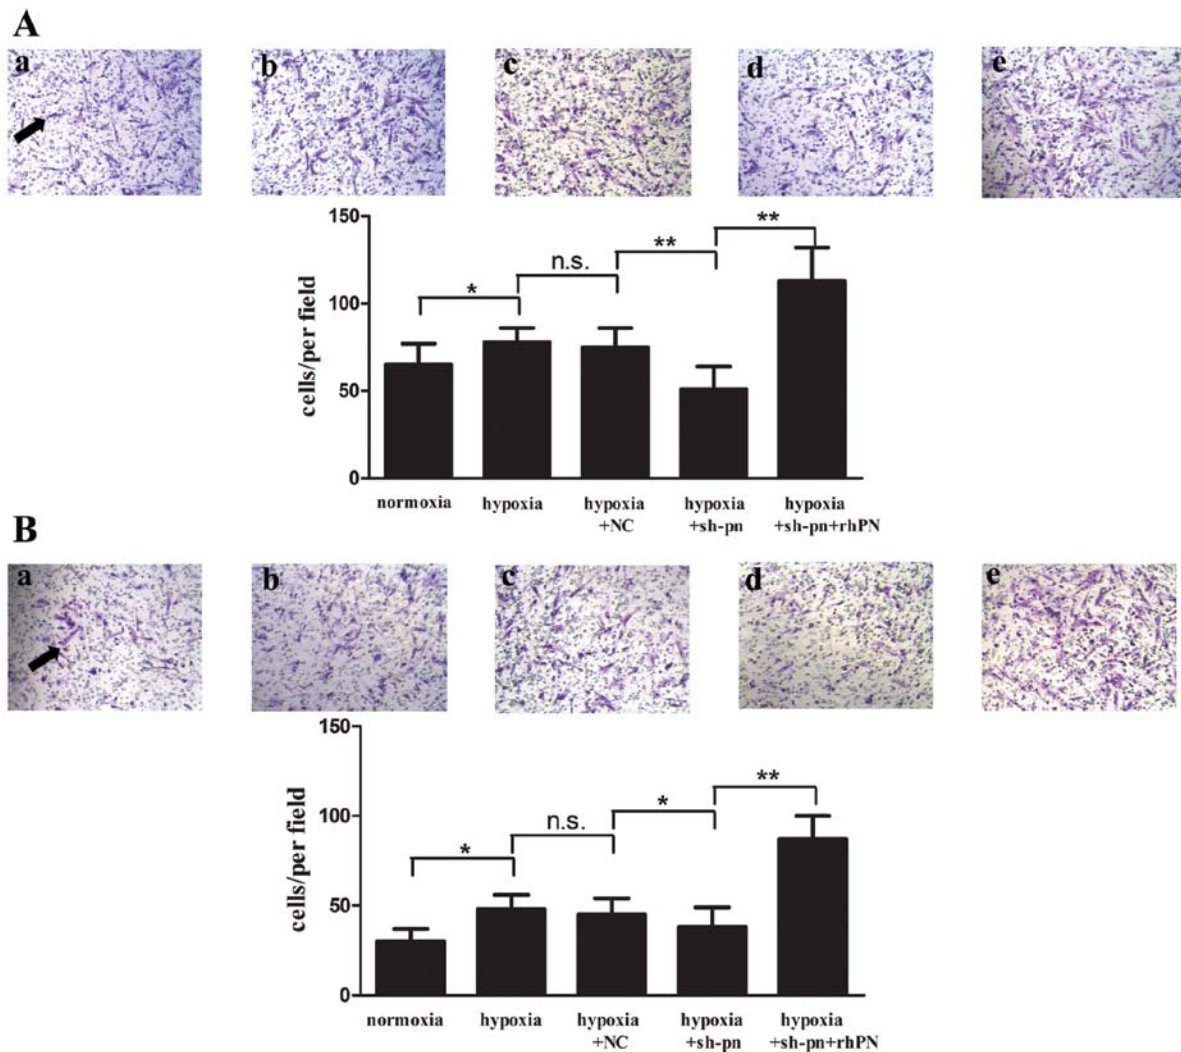 A
a b c d e
150
**
**
n.s.
*
100
cells/per field
50
0
normoxia hypoxia hypoxia hypoxia hypoxia
+NC +sh-pn +sh-pn+rhPN
B
a b c d e
150
**
*
n.s.
*
100
cells/per field
50
0
normoxia hypoxia hypoxia hypoxia hypoxia
+NC +sh-pn +sh-pn+rhPN